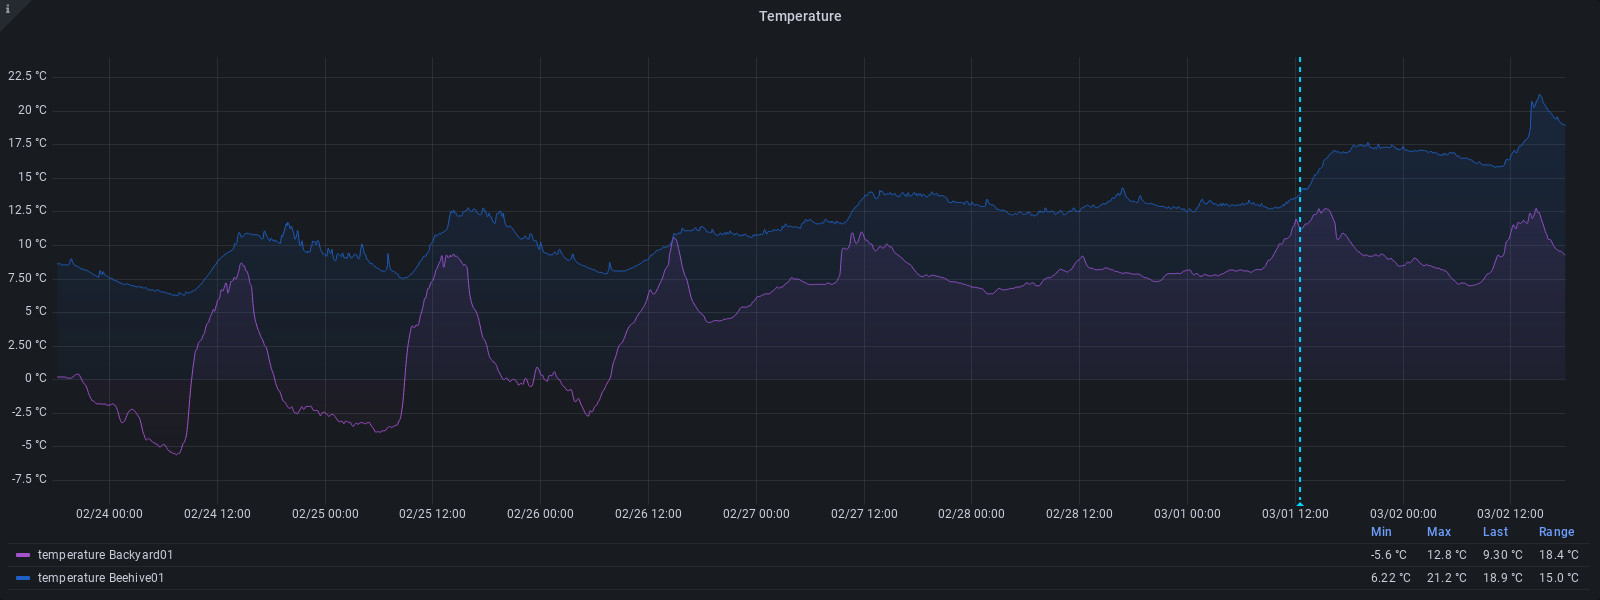 i
Temperature
22.5 °C
20 °C
17.5 °C
15 °C
12.5 °C
10 °C
7.50 °C
5 °C
2.50 °C
0 °C
-2.5 °C
-5 °C
-7.5 °C
02/24 00:00 02/24 12:00 02/25 00:00 02/25 12:00 02/26 00:00 02/26 12:00 02/27 00:00 02/27 12:00 02/28 00:00 02/28 12:00 03/01 00:00 03/01 12:00 03/02 00:00 03/02 12:00
Min Max Last Range
temperature Backyard01 -5.6 °C 12.8 °C 9.30 °C 18.4 °C
temperature Beehive01 6.22 °C 21.2 °C 18.9 °C 15.0 °C